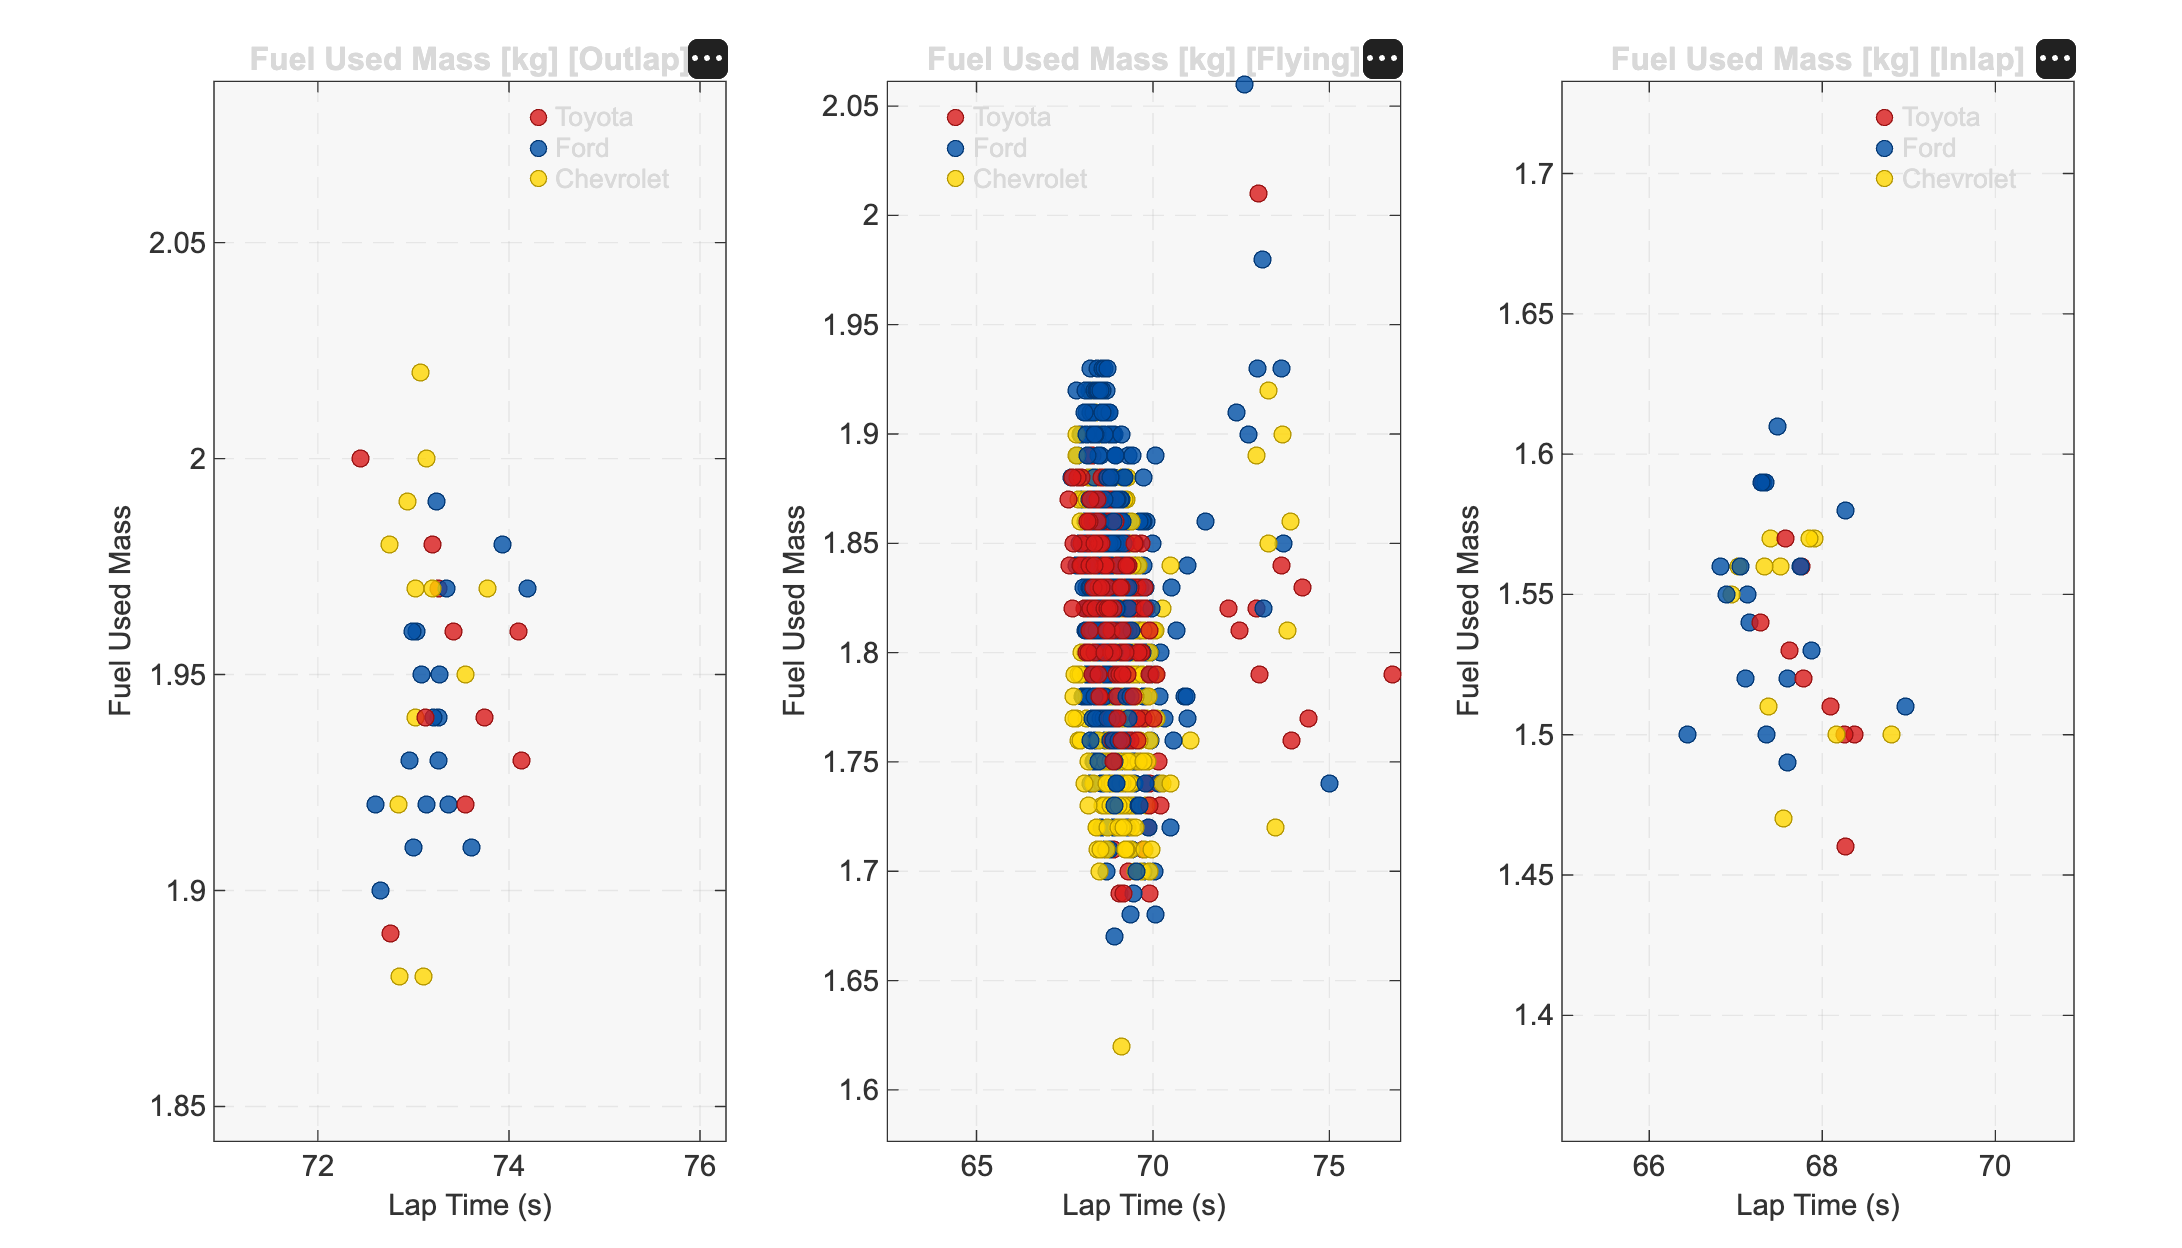 Fuel Used Mass [kg] [Outlap]
Toyota
Ford
Chevrolet
2.05
2
1.95
1.9
1.85
Fuel Used Mass
72 74 76
Lap Time (s)
Fuel Used Mass [kg] [Flying]
Toyota
Ford
Chevrolet
2.05
2
1.95
1.9
1.85
1.8
1.75
1.7
1.65
1.6
Fuel Used Mass
65 70 75
Lap Time (s)
Fuel Used Mass [kg] [Inlap]
Toyota
Ford
Chevrolet
1.7
1.65
1.6
1.55
1.5
1.45
1.4
Fuel Used Mass
66 68 70
Lap Time (s)